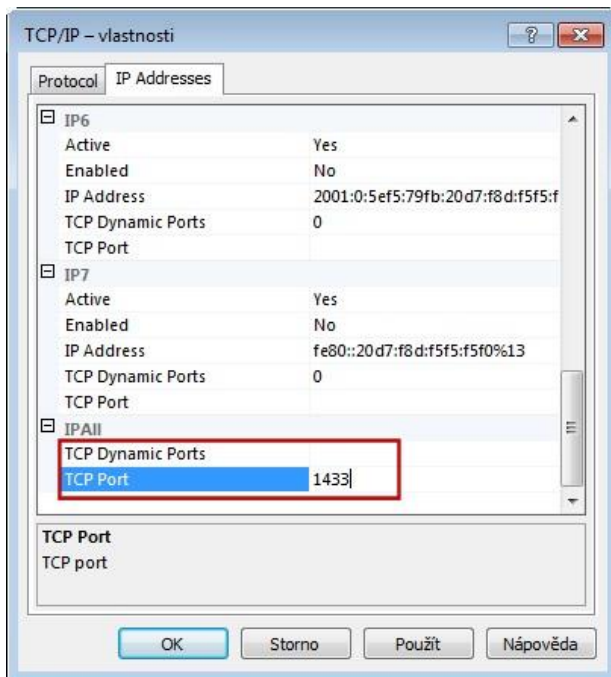 TCP/IP – vlastnosti
Protocol IP Addresses
IP6
Active Yes
Enabled No
IP Address 2001:0:5ef5:79fb:20d7:f8d:f5f5:f
TCP Dynamic Ports 0
TCP Port
IP7
Active Yes
Enabled No
IP Address fe80::20d7:f8d:f5f5:f5f0%13
TCP Dynamic Ports 0
TCP Port
IPAll
TCP Dynamic Ports
TCP Port 1433
TCP Port
TCP port
OK Storno Použít Nápověda